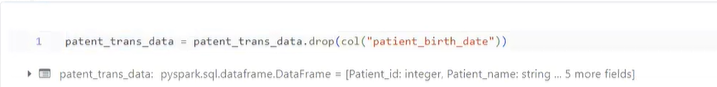 1 patent_trans_data = patent_trans_data.drop(col("patient_birth_date"))
patent_trans_data: pyspark.sql.dataframe.DataFrame = [Patient_id: integer, Patient_name: string ... 5 more fields]